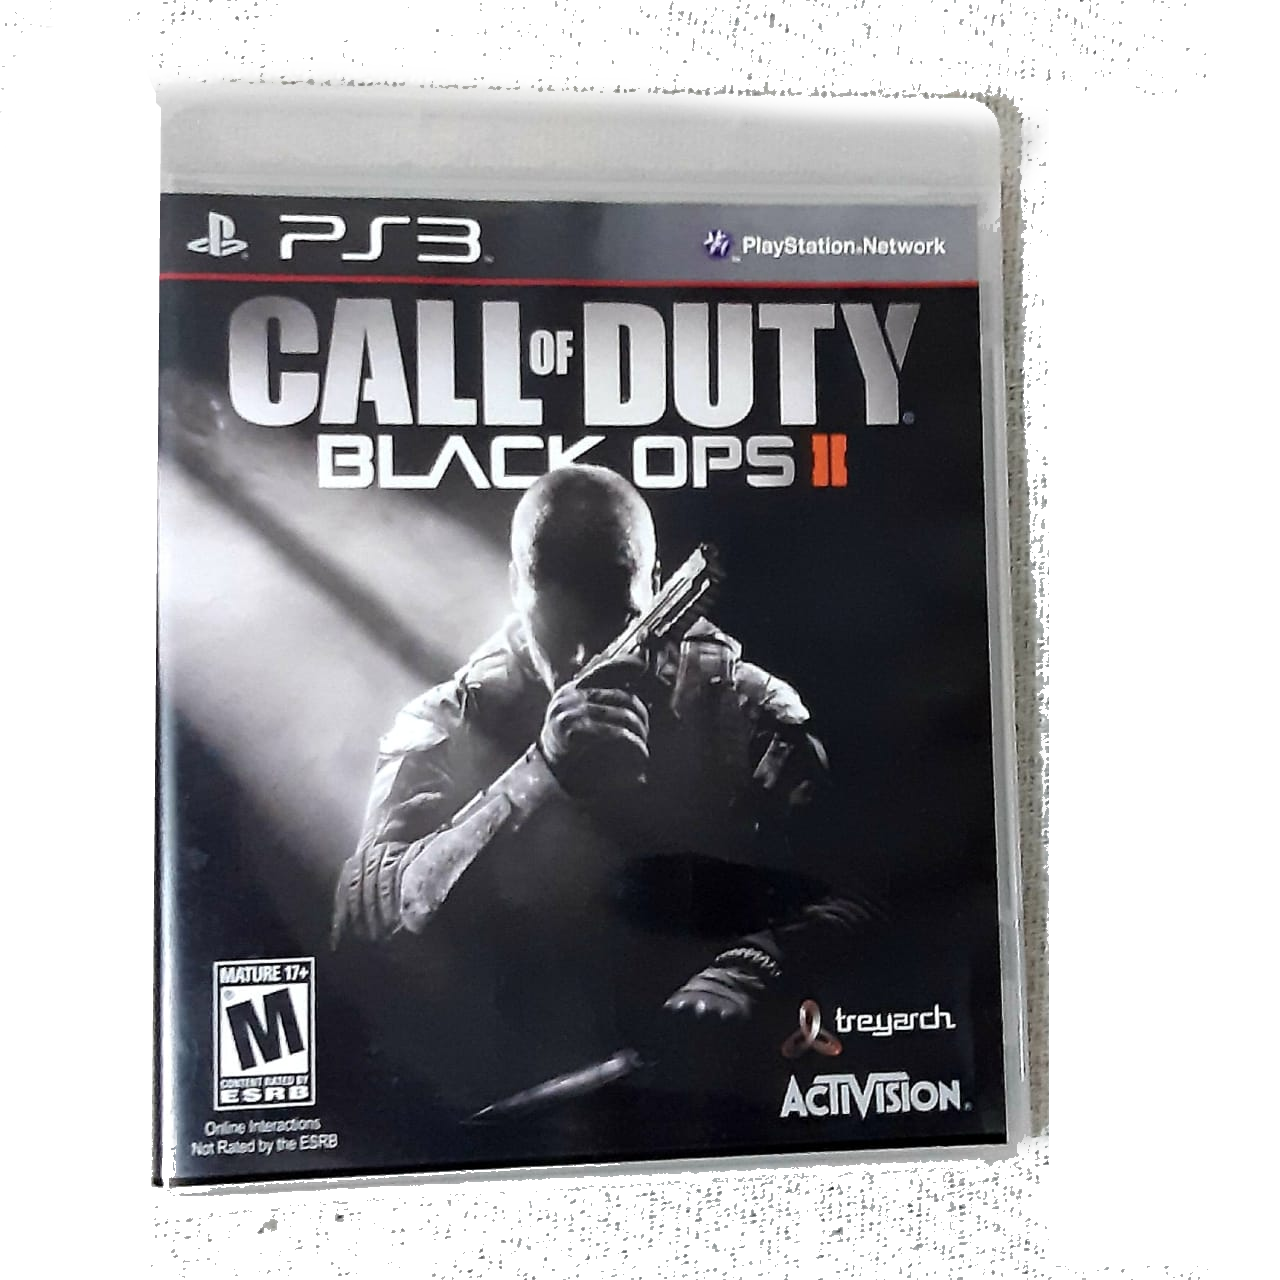 PS3
PlayStation Network
CALL OF DUTY
BLACK OPS II
MATURE 17+
M
CONTENT RATED BY
ESRB
Online Interactions
Not Rated by the ESRB
treyarch
ACTIVISION